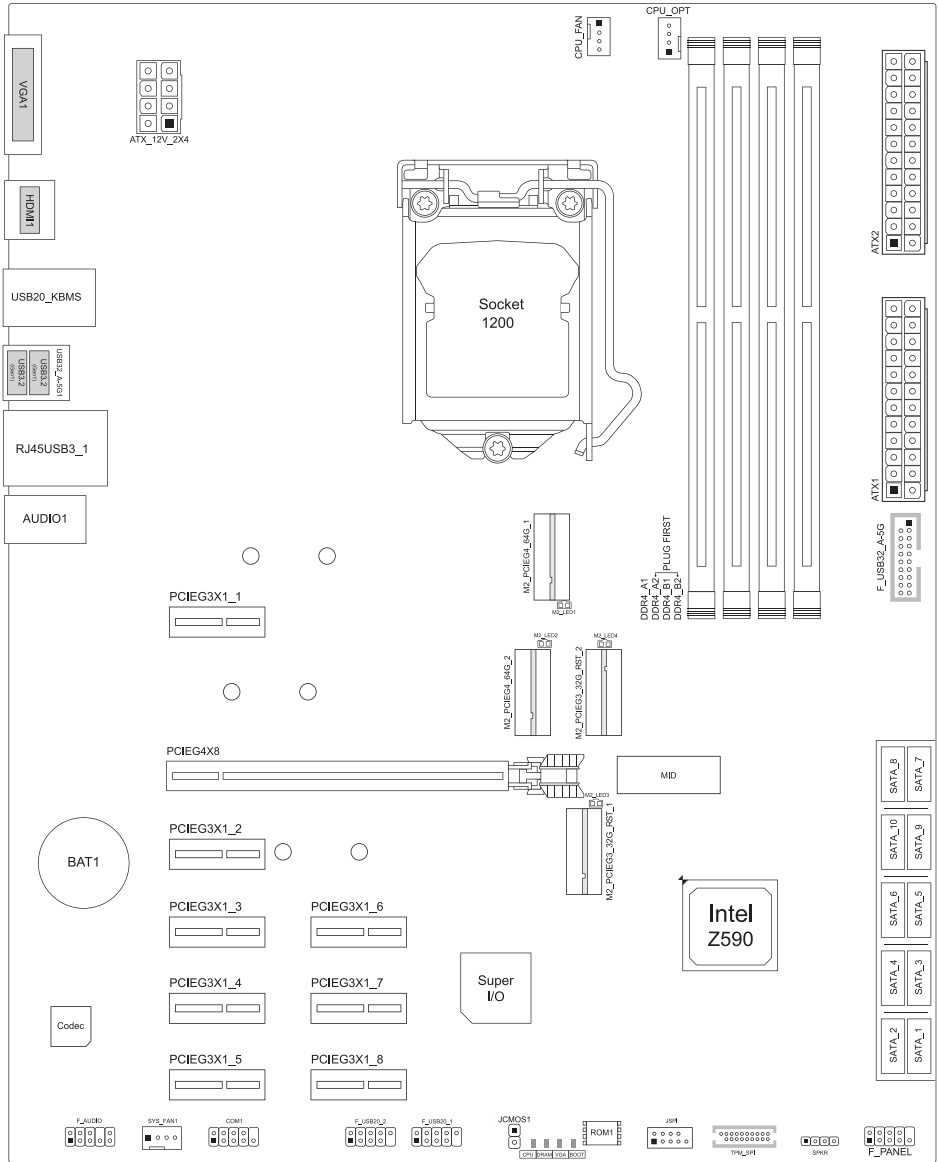 CPU_FAN
CPU_OPT
VGA1
ATX_12V_2X4
HDMI1
ATX2
USB20_KBMS
Socket
1200
USB3.2
(Gen1)
USB3.2
(Gen1)
USB32_A-5G1
RJ45USB3_1
ATX1
AUDIO1
M2_PCIEG4_64G_1
M2_LED1
DDR4_A1
DDR4_A2
DDR4_B1
DDR4_B2
PLUG FIRST
F_USB32_A-5G
PCIEG3X1_1
M2_LED2
M2_LED4
M2_PCIEG4_64G_2
M2_PCIEG3_32G_RST_2
PCIEG4X8
MID
M2_LED3
M2_PCIEG3_32G_RST_1
SATA_8
SATA_7
SATA_10
SATA_9
SATA_6
SATA_5
SATA_4
SATA_3
SATA_2
SATA_1
PCIEG3X1_2
BAT1
PCIEG3X1_3
PCIEG3X1_6
Intel
Z590
PCIEG3X1_4
PCIEG3X1_7
Super
I/O
Codec
PCIEG3X1_5
PCIEG3X1_8
F_AUDIO
SYS_FAN1
COM1
F_USB20_2
F_USB20_1
JCMOS1
CPU DRAM VGA BOOT
ROM1
JSPI
TPM_SPI
SPKR
F_PANEL